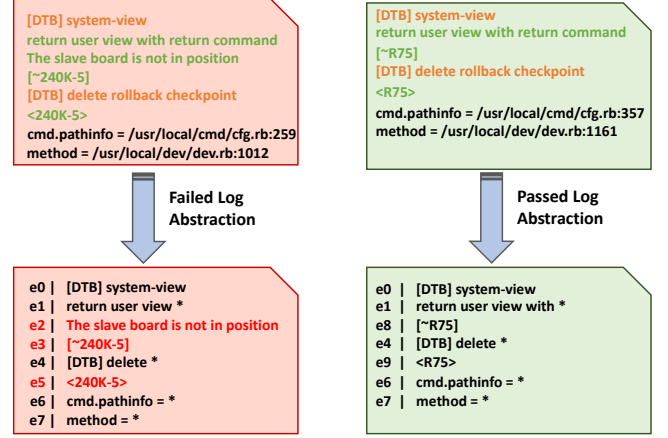 [DTB] system-view
return user view with return command
The slave board is not in position
[~240K-5]
[DTB] delete rollback checkpoint
<240K-5>
cmd.pathinfo = /usr/local/cmd/cfg.rb:259
method = /usr/local/dev/dev.rb:1012
[DTB] system-view
return user view with return command
[~R75]
[DTB] delete rollback checkpoint
<R75>
cmd.pathinfo = /usr/local/cmd/cfg.rb:357
method = /usr/local/dev/dev.rb:1161
Failed Log
Abstraction
Passed Log
Abstraction
e0 | [DTB] system-view
e1 | return user view *
e2 | The slave board is not in position
e3 | [~240K-5]
e4 | [DTB] delete *
e5 | <240K-5>
e6 | cmd.pathinfo = *
e7 | method = *
e0 | [DTB] system-view
e1 | return user view with *
e8 | [~R75]
e4 | [DTB] delete *
e9 | <R75>
e6 | cmd.pathinfo = *
e7 | method = *